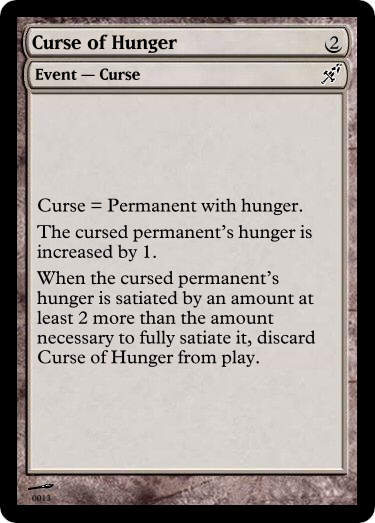 Curse of Hunger 2
Event — Curse
Curse = Permanent with hunger.
The cursed permanent's hunger is
increased by 1.
When the cursed permanent's
hunger is satiated by an amount at
least 2 more than the amount
necessary to fully satiate it, discard
Curse of Hunger from play.
0013